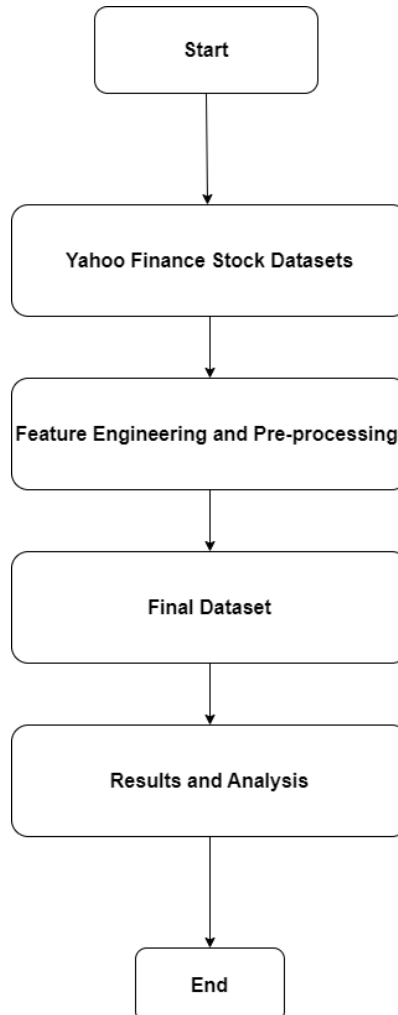 Start
Yahoo Finance Stock Datasets
Feature Engineering and Pre-processing
Final Dataset
Results and Analysis
End